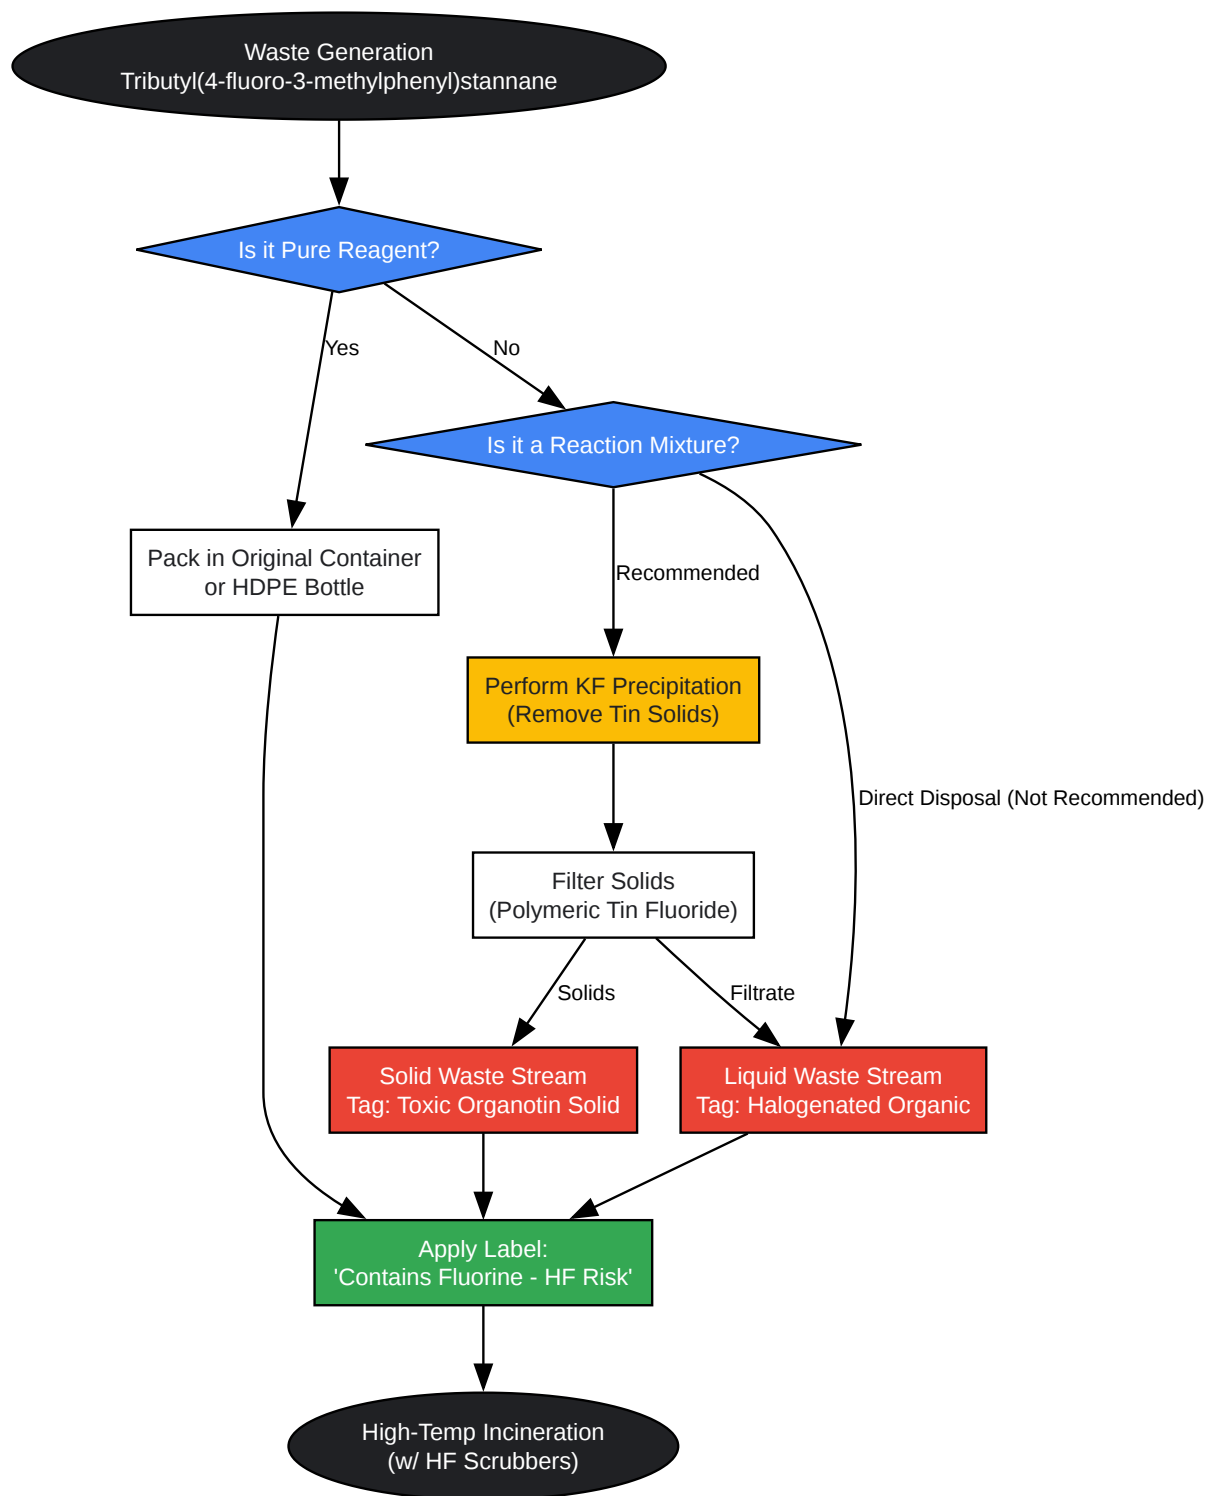 Waste Generation
Tributyl(4-fluoro-3-methylphenyl)stannane
Is it Pure Reagent?
Yes
No
Is it a Reaction Mixture?
Pack in Original Container
or HDPE Bottle
Recommended
Perform KF Precipitation
(Remove Tin Solids)
Direct Disposal (Not Recommended)
Filter Solids
(Polymeric Tin Fluoride)
Solids
Filtrate
Solid Waste Stream
Tag: Toxic Organotin Solid
Liquid Waste Stream
Tag: Halogenated Organic
Apply Label:
'Contains Fluorine - HF Risk'
High-Temp Incineration
(w/ HF Scrubbers)